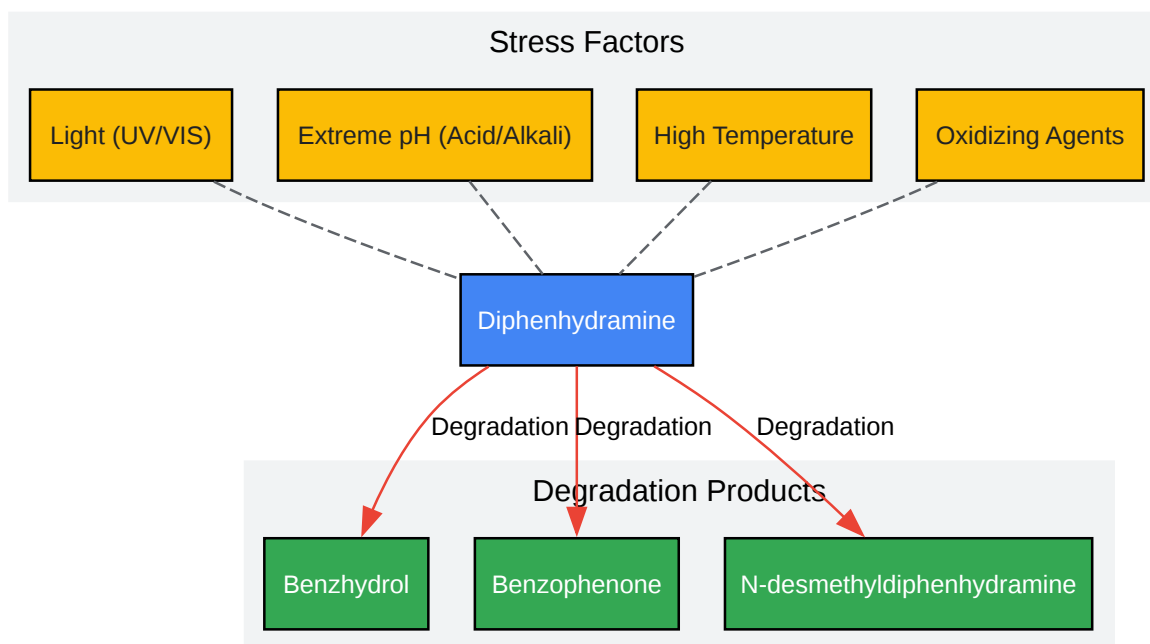 Stress Factors
Light (UV/VIS)
Extreme pH (Acid/Alkali)
High Temperature
Oxidizing Agents
Diphenhydramine
Degradation
Degradation
Degradation
Degradation Products
Benzhydrol
Benzophenone
N-desmethyldiphenhydramine